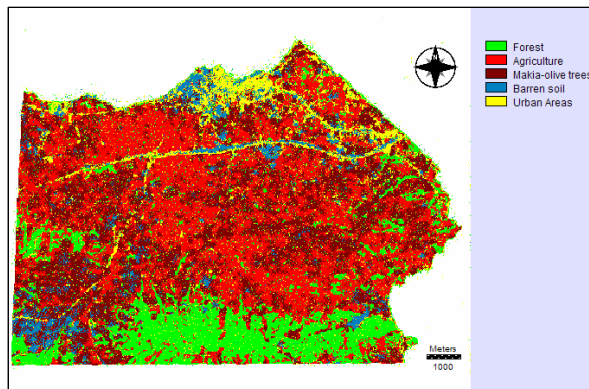 Forest
Agriculture
Makia-olive trees
Barren soil
Urban Areas
Meters
1000